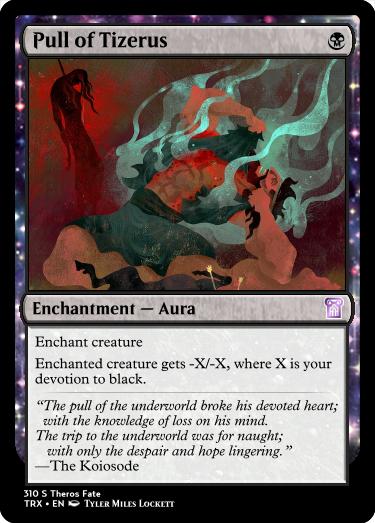 Pull of Tizerus
Enchantment — Aura
Enchant creature
Enchanted creature gets -X/-X, where X is your
devotion to black.
“The pull of the underworld broke his devoted heart;
with the knowledge of loss on his mind.
The trip to the underworld was for naught;
with only the despair and hope lingering.”
—The Koiosode
310 S Theros Fate
TRX • EN Tyler Miles Lockett